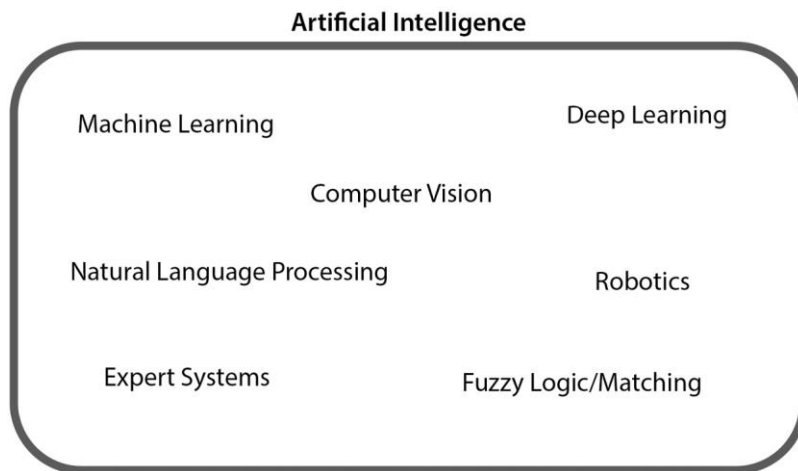 Artificial Intelligence
Machine Learning
Deep Learning
Computer Vision
Natural Language Processing
Robotics
Expert Systems
Fuzzy Logic/Matching